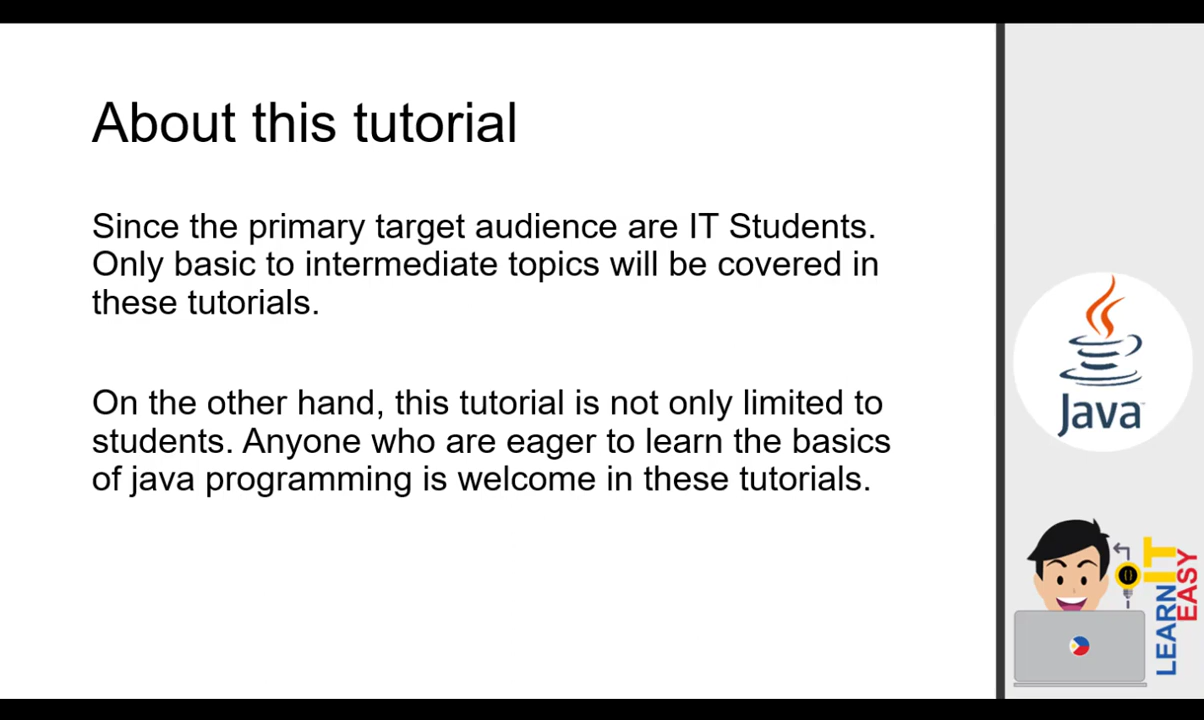 About this tutorial
Since the primary target audience are IT Students.
Only basic to intermediate topics will be covered in
these tutorials.
On the other hand, this tutorial is not only limited to
students. Anyone who are eager to learn the basics
of java programming is welcome in these tutorials.
Java
LEARN IT
EASY